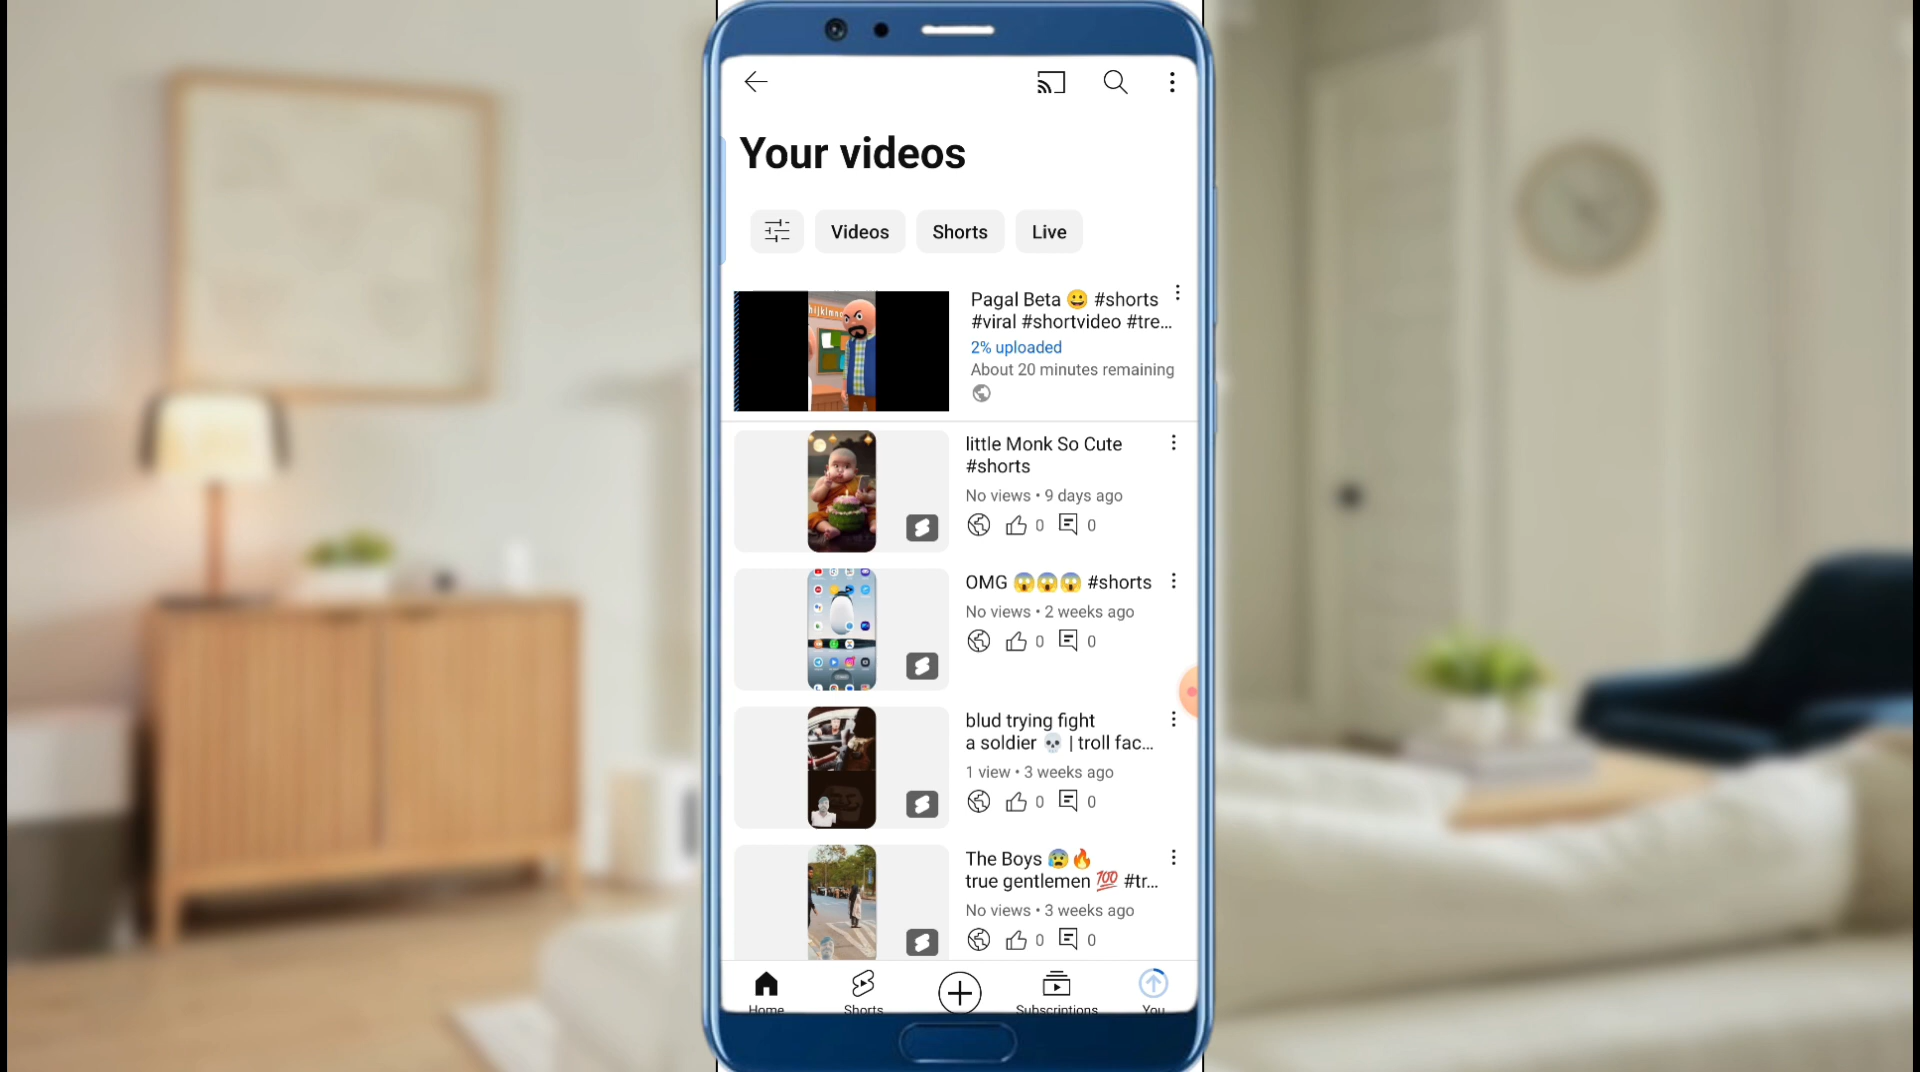 Your videos
Videos
Shorts
Live
Pagal Beta 😀 #shorts
#viral #shortvideo #tre...
2% uploaded
About 20 minutes remaining
little Monk So Cute
#shorts
No views • 9 days ago
0
0
OMG 😱😱😱 #shorts
No views • 2 weeks ago
0
0
blud trying fight
a soldier 💀 | troll fac...
1 view • 3 weeks ago
0
0
The Boys 😰🔥
true gentlemen 💯 #tr...
No views • 3 weeks ago
0
0
Home
Shorts
Subscriptions
You